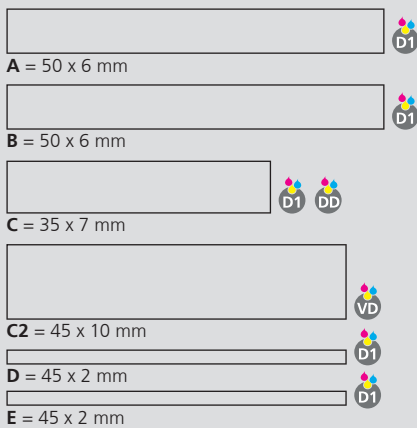 D1
A = 50 x 6 mm
D1
B = 50 x 6 mm
D1 DD
C = 35 x 7 mm
VD
C2 = 45 x 10 mm
D1
D = 45 x 2 mm
D1
E = 45 x 2 mm